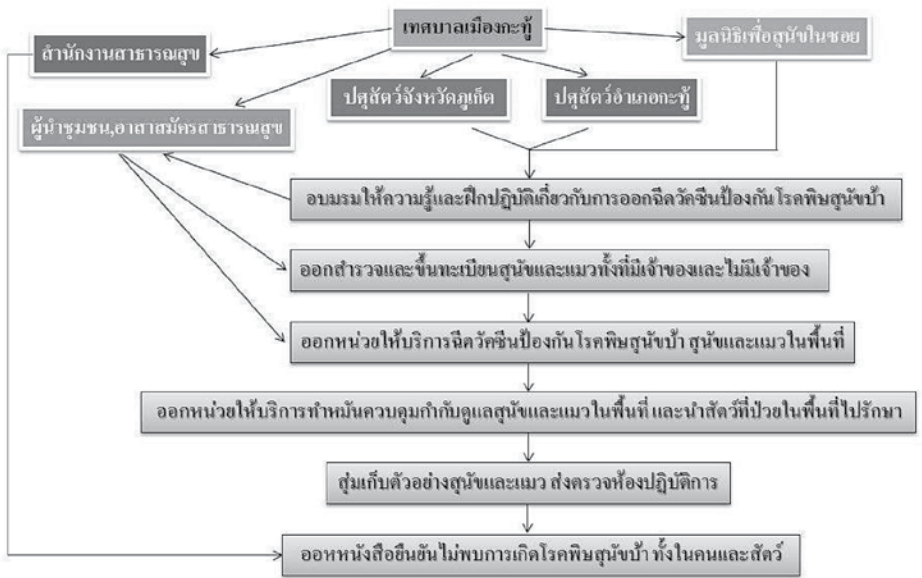 เทศบาลเมืองกะทู้
สำนักงานสาธารณสุข
มูลนิธิเพื่อสุนัขในซอย
ปศุสัตว์จังหวัดภูเก็ต
ปศุสัตว์อำเภอกะทู้
ผู้นำชุมชน,อาสาสมัครสาธารณสุข
อบมรมให้ความรู้และฝึกปฏิบัติเกี่ยวกับการออกฉีดวัคซีนป้องกันโรคพิษสุนัขบ้า
ออกสำรวจและขึ้นทะเบียนสุนัขและแมวทั้งที่มีเจ้าของและไม่มีเจ้าของ
ออกหน่วยให้บริการฉีดวัคซีนป้องกันโรคพิษสุนัขบ้า สุนัขและแมวในพื้นที่
ออกหน่วยให้บริการทำหมันควบคุมกำกับดูแลสุนัขและแมวในพื้นที่ และนำสัตว์ที่ป่วยในพื้นที่ไปรักษา
สุ่มเก็บตัวอย่างสุนัขและแมว ส่งตรวจห้องปฏิบัติการ
ออหหนังสือยืนยันไม่พบการเกิดโรคพิษสุนัขบ้า ทั้งในคนและสัตว์